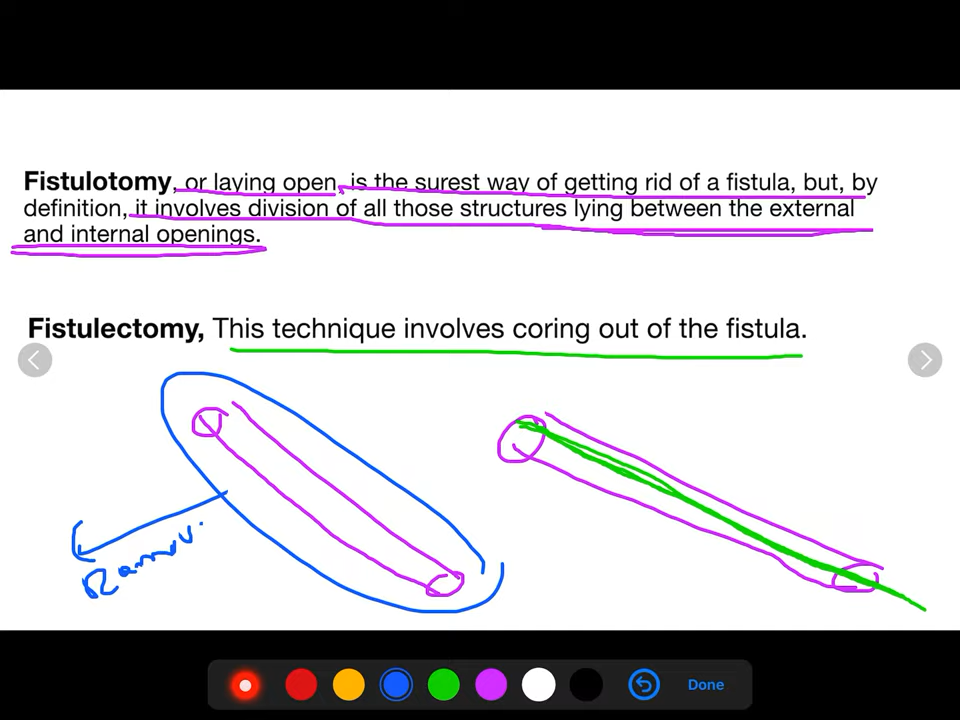 Fistulotomy, or laying open, is the surest way of getting rid of a fistula, but, by
definition, it involves division of all those structures lying between the external
and internal openings.
Fistulectomy, This technique involves coring out of the fistula.
Done